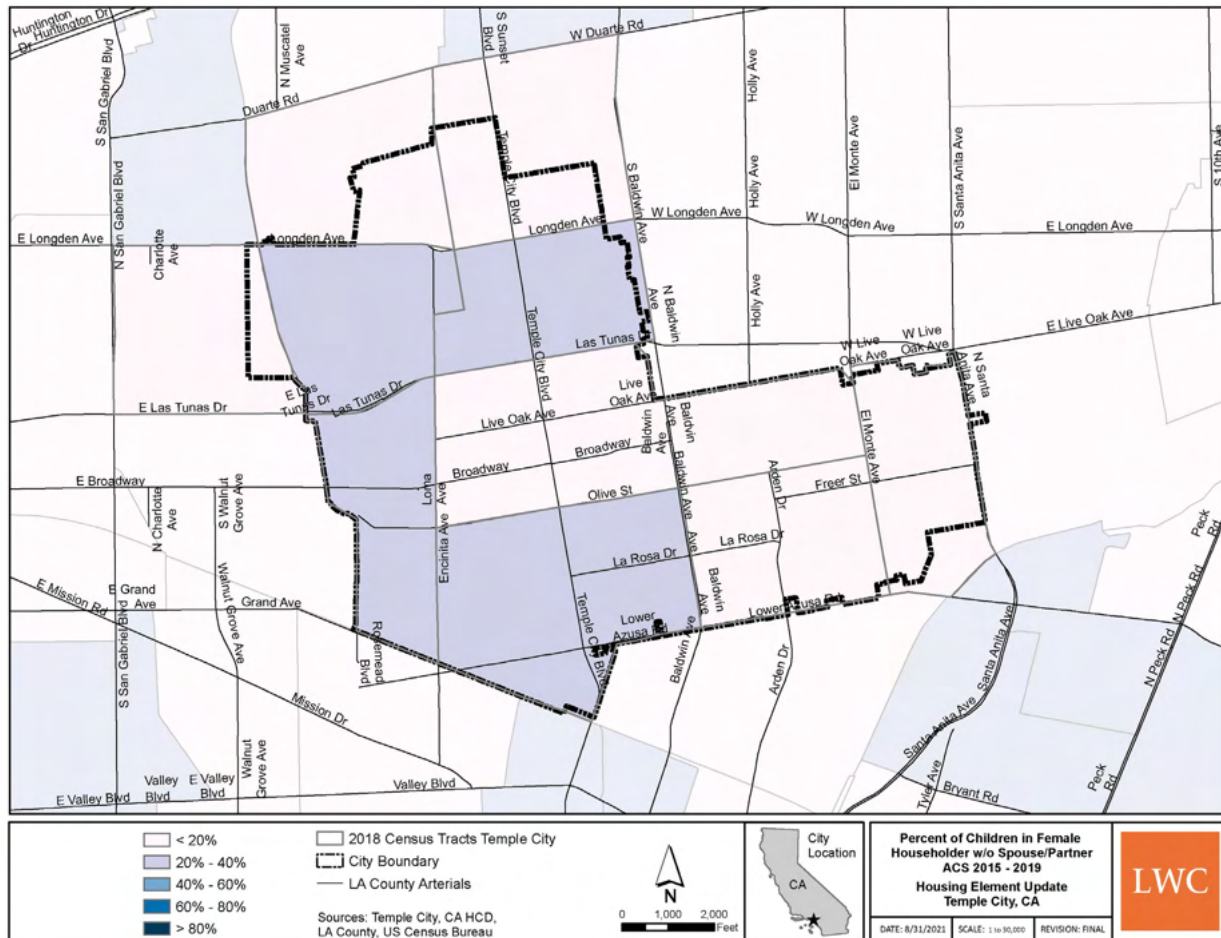 Huntington
Dr
Huntington Dr
S San Gabriel Blvd
N Muscatel
Ave
S Sunset
Blvd
W Duarte Rd
Holly Ave
El Monte Ave
S Santa Anita Ave
S 10th Ave
Duarte Rd
Temple City Blvd
S Baldwin Ave
Holly Ave
N San Gabriel Blvd
E Longden Ave
Longden Ave
Longden Ave
W Longden Ave
W Longden Ave
E Longden Ave
Charlotte
Ave
Ave
N Baldwin
Holly Ave
Temple City Blvd
Las Tunas
E Live Oak Ave
W Live
Oak Ave
W Live
Oak Ave
N Santa
Anita Ave
E Las
Tunas Dr
Las Tunas Dr
E Las Tunas Dr
Live
Oak Ave
Live Oak Ave
Baldwin
Ave
Baldwin
Ave
El Monte Ave
Broadway
Broadway
E Broadway
Loma
Ave
Olive St
Baldwin Ave
Arden
Dr
Freer St
N Charlotte
Ave
S Walnut
Grove Ave
Encinita Ave
La Rosa Dr
La Rosa Dr
Ave
Baldwin
Ave
Peck
Rd
E Mission Rd
E Grand
Ave
Grand Ave
Walnut Grove Ave
Rosemead
Blvd
Temple City Blvd
Lower
Azusa Rd
Lower Azusa Rd
Baldwin Ave
Arden Dr
Santa Anita Ave
Santa Anita Ave
N Peck Rd
N Peck Rd
S San Gabriel Blvd
Mission Dr
Walnut
Grove Ave
Valley
Blvd
E Valley
Blvd
E Valley Blvd
Valley Blvd
Tyler Ave
Bryant Rd
Peck
Rd
< 20%
20% - 40%
40% - 60%
60% - 80%
> 80%
2018 Census Tracts Temple City
City Boundary
LA County Arterials
Sources: Temple City, CA HCD,
LA County, US Census Bureau
N
0 1,000 2,000
Feet
City
Location
CA
Percent of Children in Female
Householder w/o Spouse/Partner
ACS 2015 - 2019
Housing Element Update
Temple City, CA
DATE: 8/31/2021 SCALE: 1 to 30,000 REVISION: FINAL
LWC